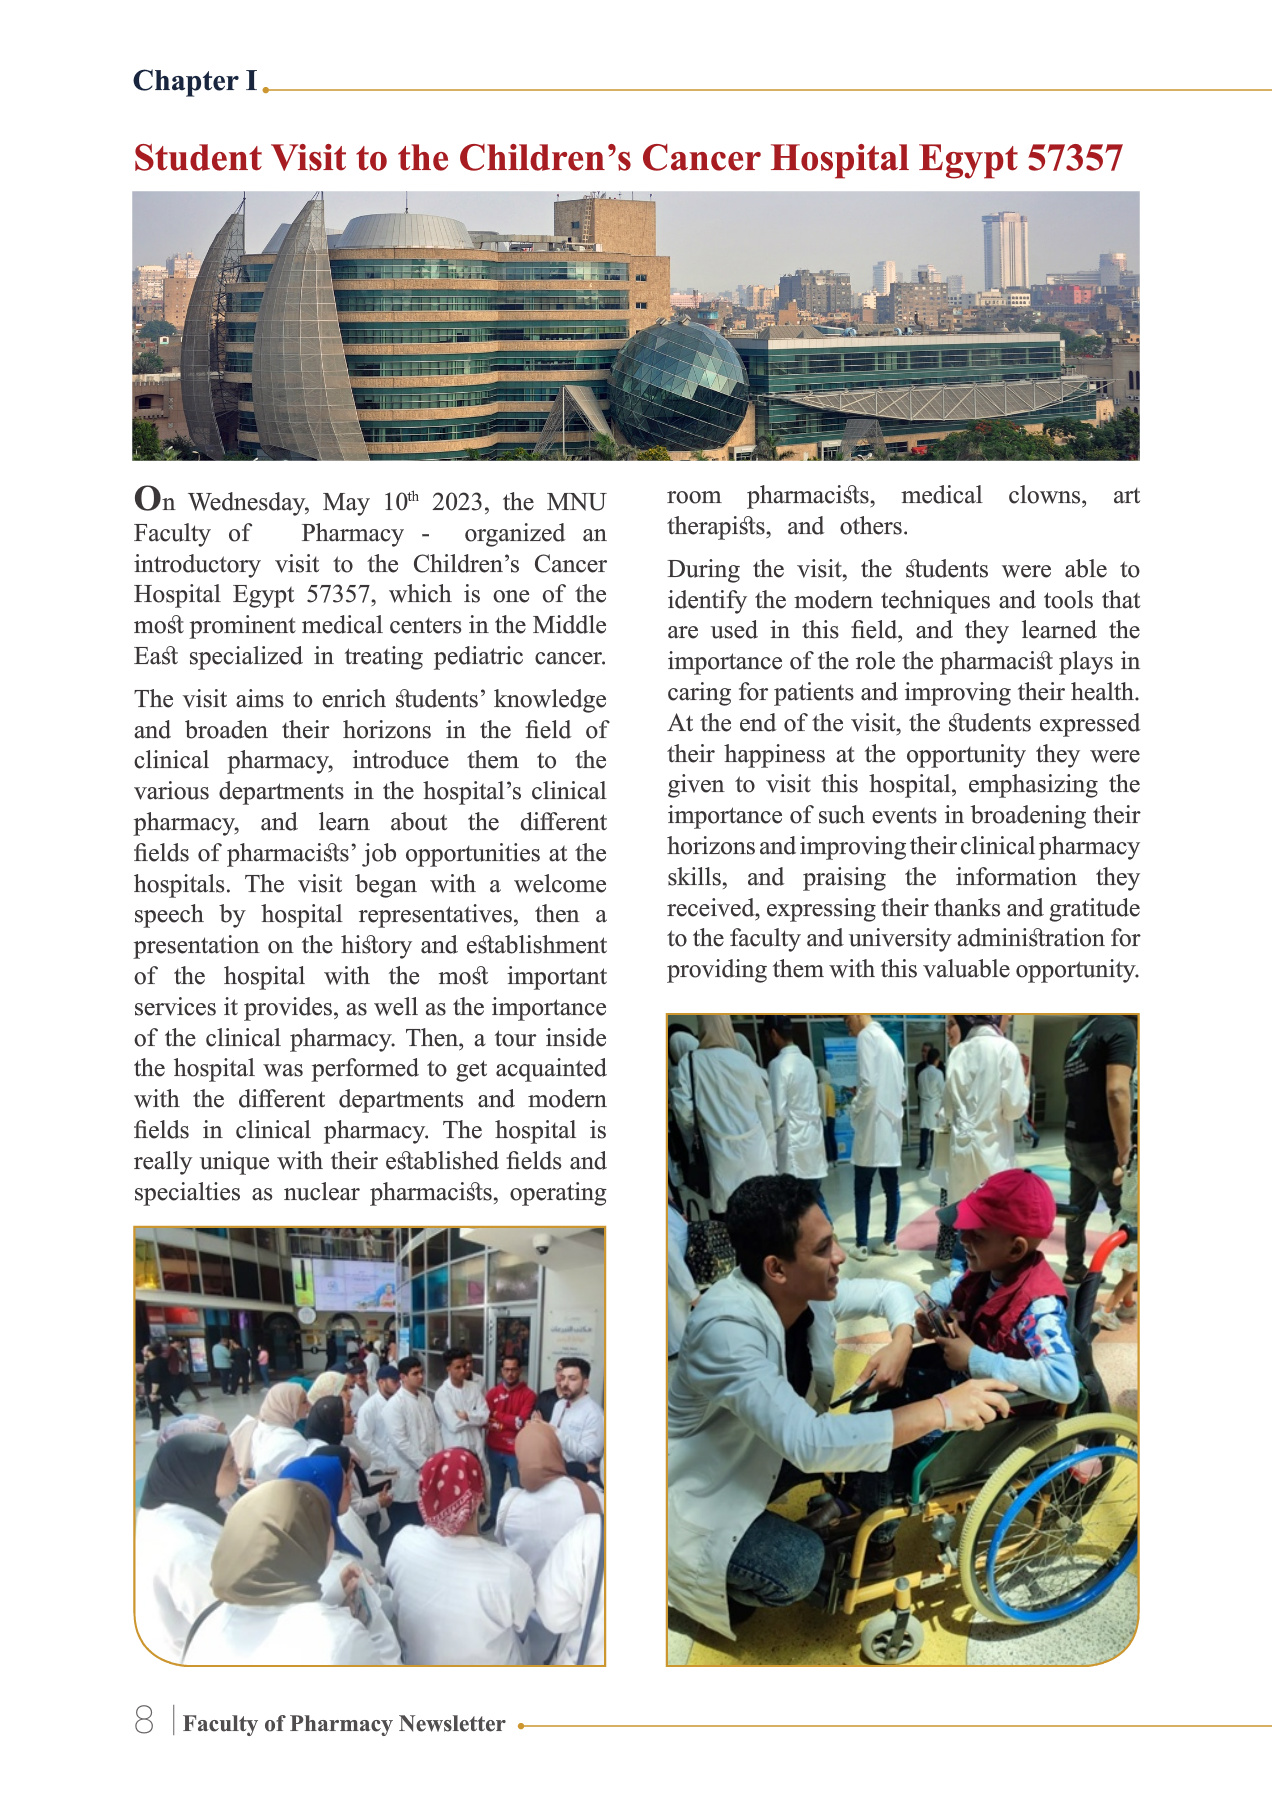 Chapter I
Student Visit to the Children’s Cancer Hospital Egypt 57357
On Wednesday, May 10th 2023, the MNU
Faculty of Pharmacy - organized an
introductory visit to the Children’s Cancer
Hospital Egypt 57357, which is one of the
most prominent medical centers in the Middle
East specialized in treating pediatric cancer.
The visit aims to enrich students’ knowledge
and broaden their horizons in the field of
clinical pharmacy, introduce them to the
various departments in the hospital’s clinical
pharmacy, and learn about the different
fields of pharmacists’ job opportunities at the
hospitals. The visit began with a welcome
speech by hospital representatives, then a
presentation on the history and establishment
of the hospital with the most important
services it provides, as well as the importance
of the clinical pharmacy. Then, a tour inside
the hospital was performed to get acquainted
with the different departments and modern
fields in clinical pharmacy. The hospital is
really unique with their established fields and
specialties as nuclear pharmacists, operating
room pharmacists, medical clowns, art
therapists, and others.
During the visit, the students were able to
identify the modern techniques and tools that
are used in this field, and they learned the
importance of the role the pharmacist plays in
caring for patients and improving their health.
At the end of the visit, the students expressed
their happiness at the opportunity they were
given to visit this hospital, emphasizing the
importance of such events in broadening their
horizons and improving their clinical pharmacy
skills, and praising the information they
received, expressing their thanks and gratitude
to the faculty and university administration for
providing them with this valuable opportunity.
8 Faculty of Pharmacy Newsletter